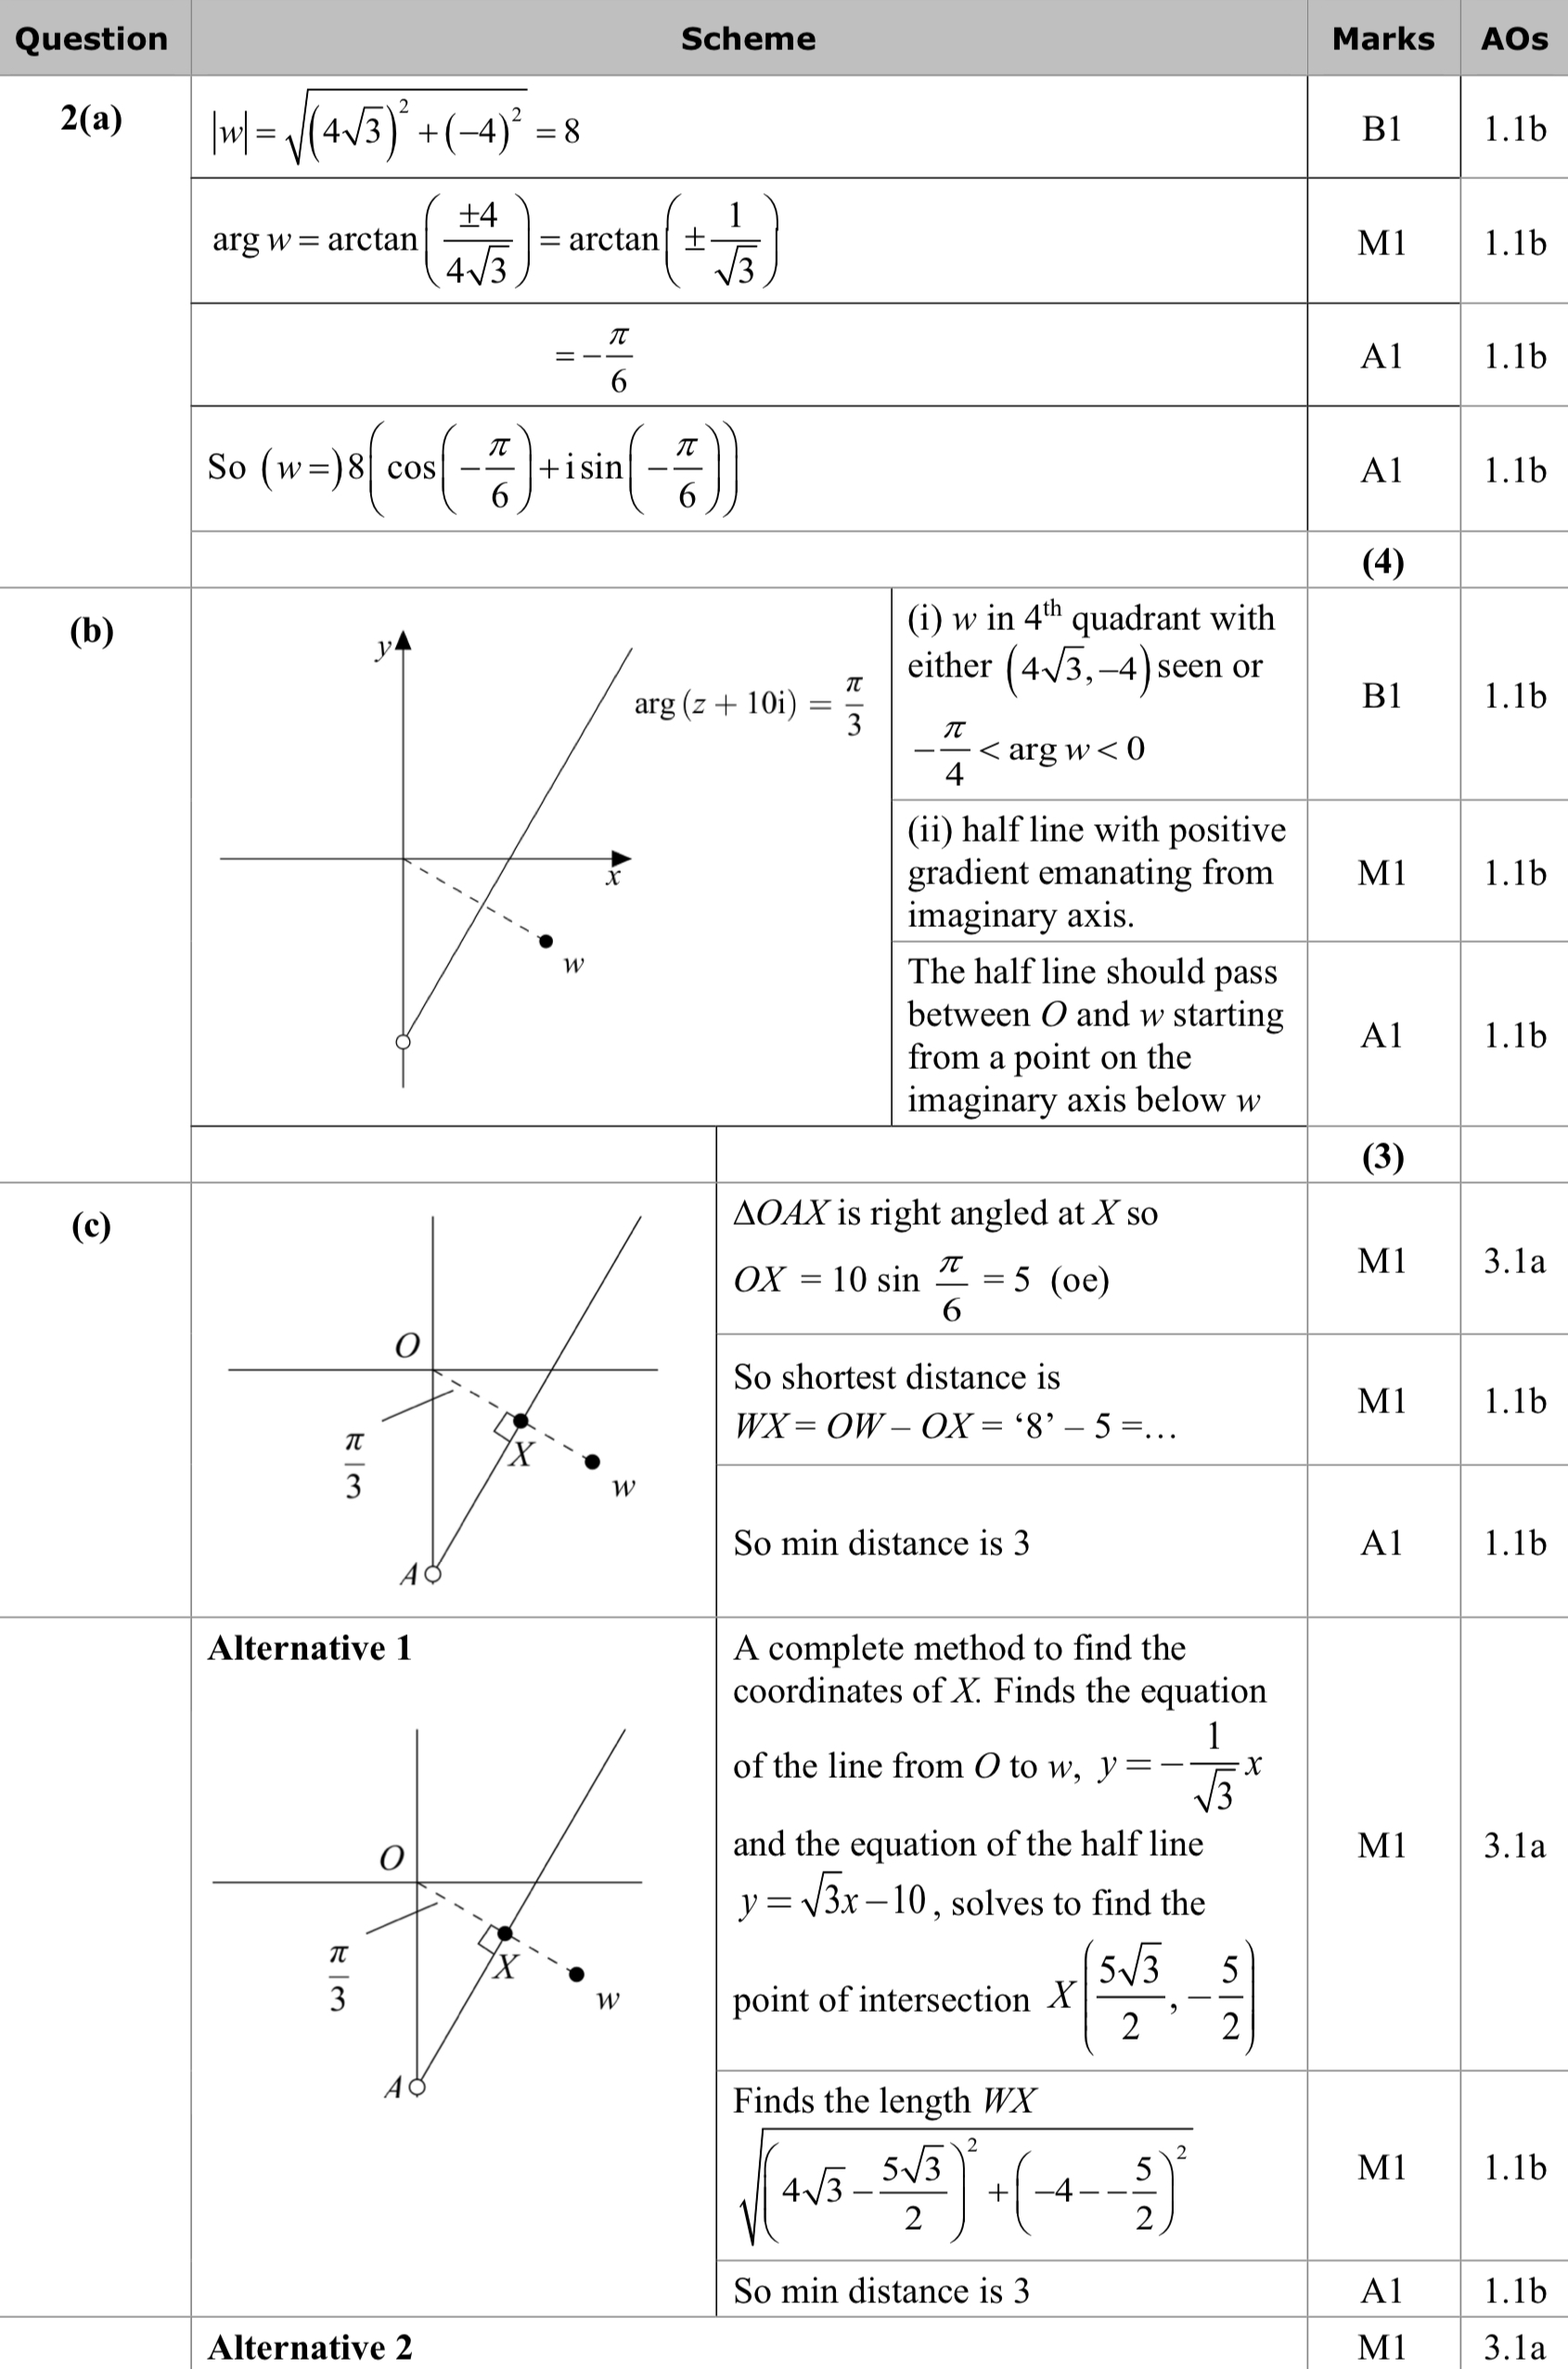 Question Scheme Marks AOs
2(a) |w| = √((4√3)² + (−4)²) = 8 B1 1.1b
arg w = arctan(±4/4√3) = arctan(±1/√3) M1 1.1b
= −π/6 A1 1.1b
So (w =)8(cos(−π/6) + i sin(−π/6)) A1 1.1b
(4)
(b)
y
arg (z + 10i) = π/3
x
w
(i) w in 4th quadrant with
either (4√3, −4) seen or
−π/4 < arg w < 0
B1 1.1b
(ii) half line with positive
gradient emanating from
imaginary axis.
M1 1.1b
The half line should pass
between O and w starting
from a point on the
imaginary axis below w
A1 1.1b
(3)
(c)
O
π/3
X
w
A
ΔOAX is right angled at X so
OX = 10 sin π/6 = 5 (oe)
M1 3.1a
So shortest distance is
WX = OW – OX = ‘8’ – 5 =…
M1 1.1b
So min distance is 3 A1 1.1b
Alternative 1
O
π/3
X
w
A
A complete method to find the
coordinates of X. Finds the equation
of the line from O to w, y = −1/√3 x
and the equation of the half line
y = √3x − 10, solves to find the
point of intersection X(5√3/2, −5/2)
M1 3.1a
Finds the length WX
√((4√3 − 5√3/2)² + (−4 − −5/2)²)
M1 1.1b
So min distance is 3 A1 1.1b
Alternative 2 M1 3.1a